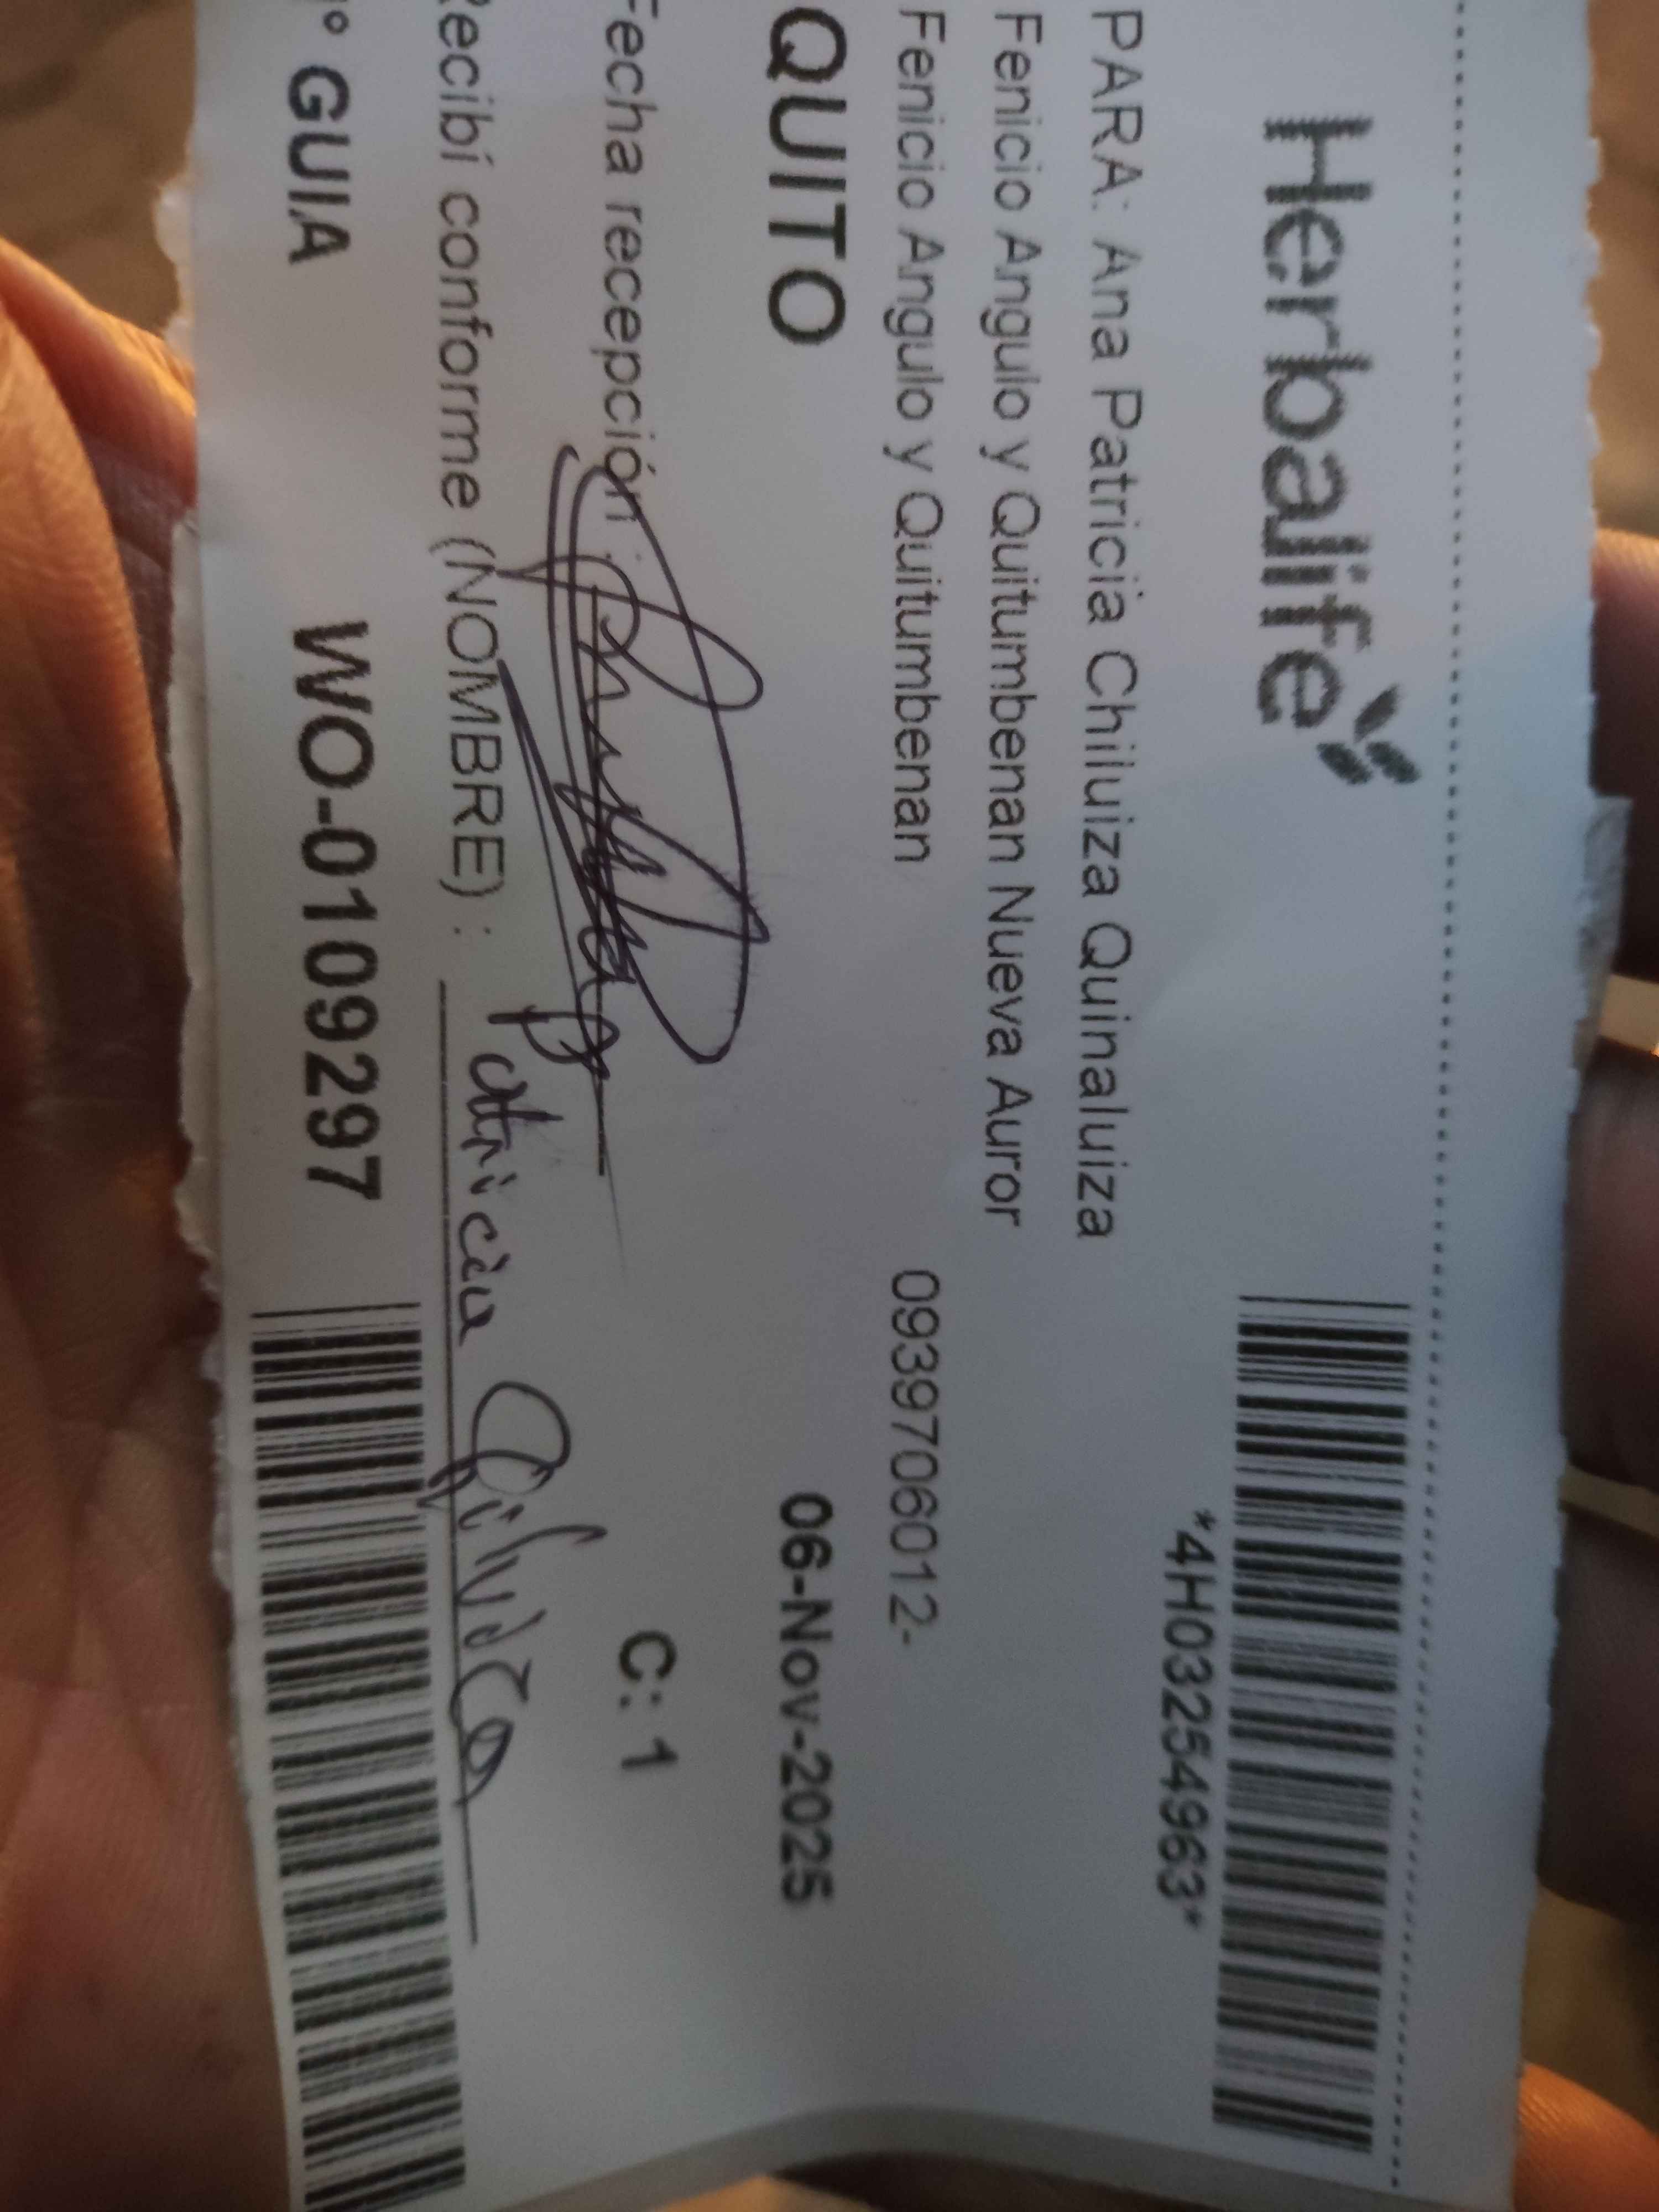 Herbalife
*4H03254963*
PARA: Ana Patricia Chiluiza Quinaluiza
Fenicio Angulo y Quitumbenan Nueva Auror
Fenicio Angulo y Quitumbenan 0939706012-
QUITO 06-Nov-2025
Fecha recepción : C: 1
Recibí conforme (NOMBRE) : Patricia Chiluiza
N° GUIA WO-0109297